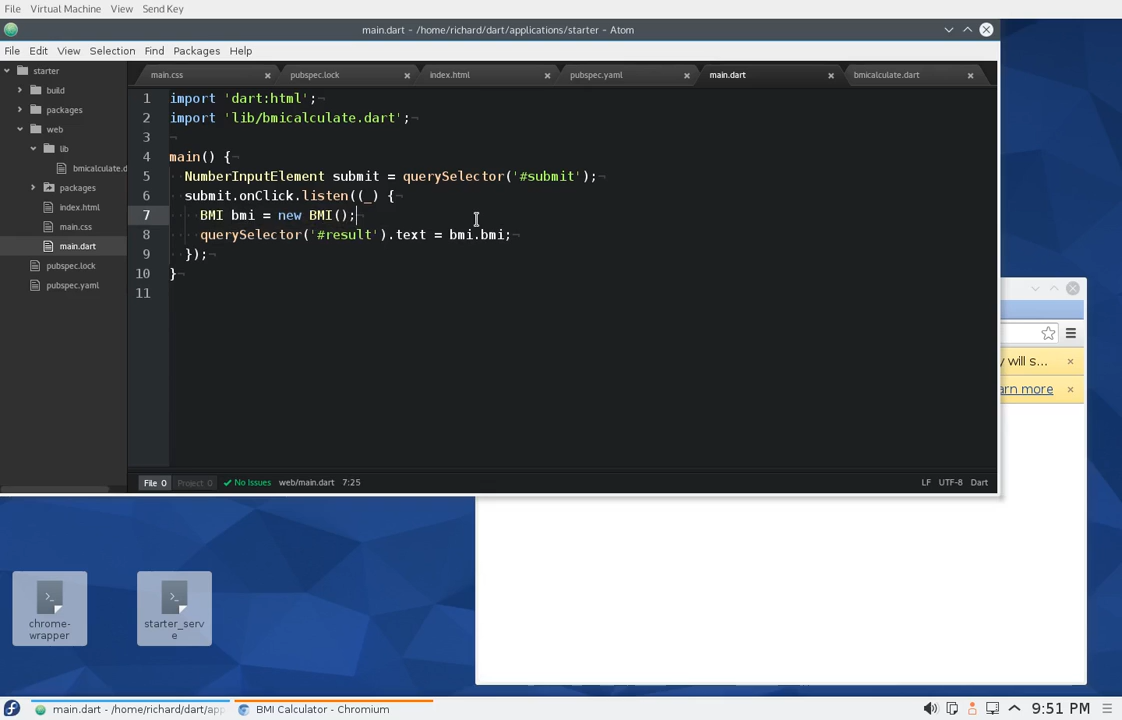 File Virtual Machine View Send Key
main.dart - /home/richard/dart/applications/starter - Atom
File Edit View Selection Find Packages Help
starter
build
packages
web
lib
bmicalculate.d
packages
index.html
main.css
main.dart
pubspec.lock
pubspec.yaml
main.css pubspec.lock index.html pubspec.yaml main.dart bmicalculate.dart
1 import 'dart:html';
2 import 'lib/bmicalculate.dart';
3
4 main() {
5 NumberInputElement submit = querySelector('#submit');
6 submit.onClick.listen((_) {
7 BMI bmi = new BMI();
8 querySelector('#result').text = bmi.bmi;
9 });
10 }
11
File 0 Project 0 No Issues web/main.dart 7:25 LF UTF-8 Dart
y will s...
arn more
chrome-
wrapper
starter_serv
e
main.dart - /home/richard/dart/app
BMI Calculator - Chromium
9:51 PM